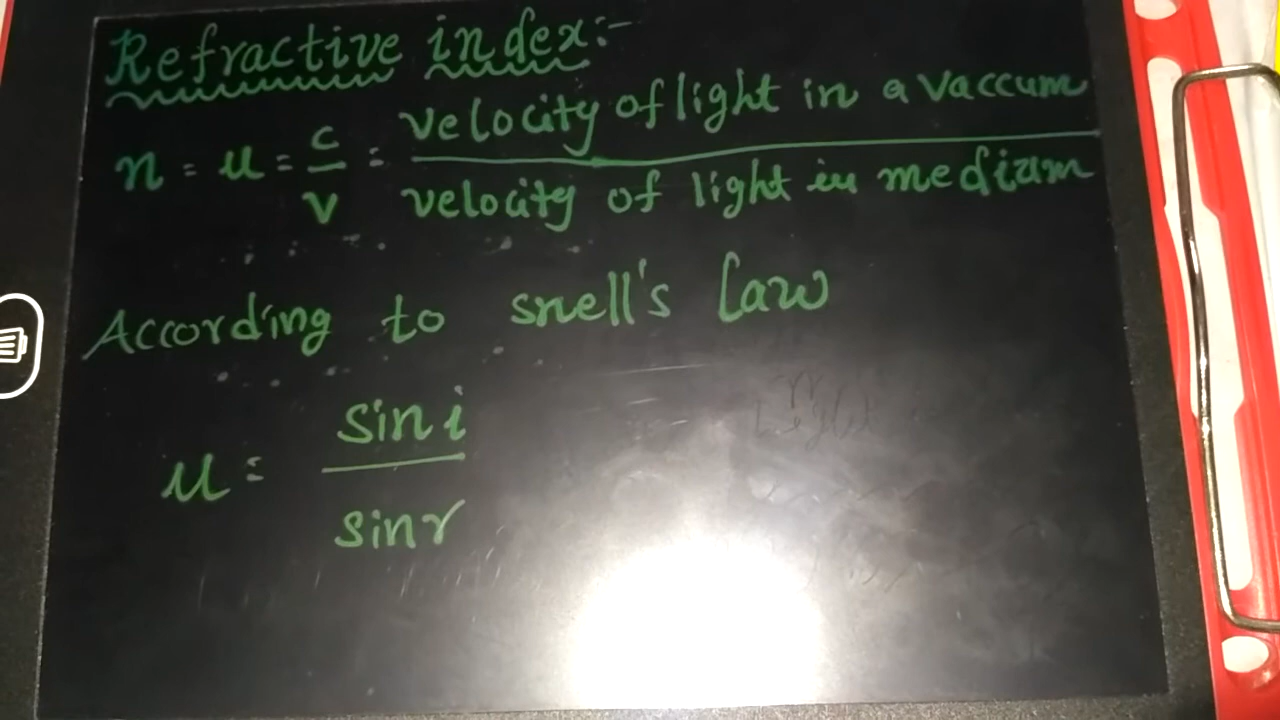 Refractive index:-
n = u = c/v = velocity of light in a vaccum / velocity of light in medium
According to snell's law
u = sin i / sin r